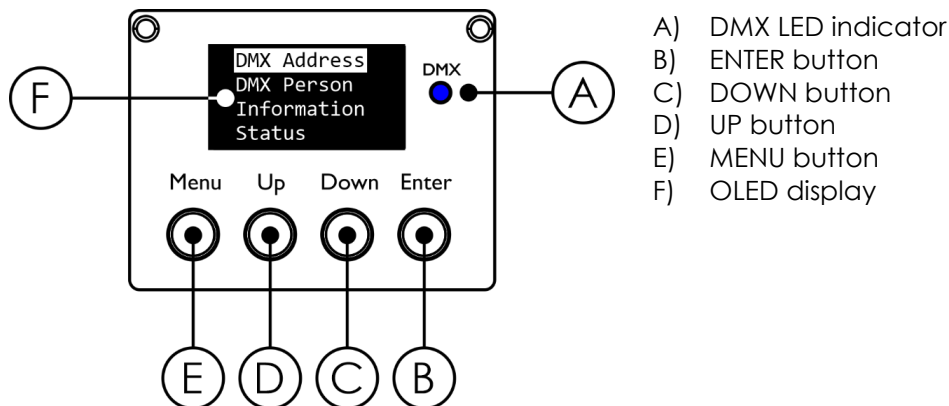 DMX Address
DMX Person
Information
Status
DMX
F
A
Menu Up Down Enter
E D C B
A) DMX LED indicator
B) ENTER button
C) DOWN button
D) UP button
E) MENU button
F) OLED display